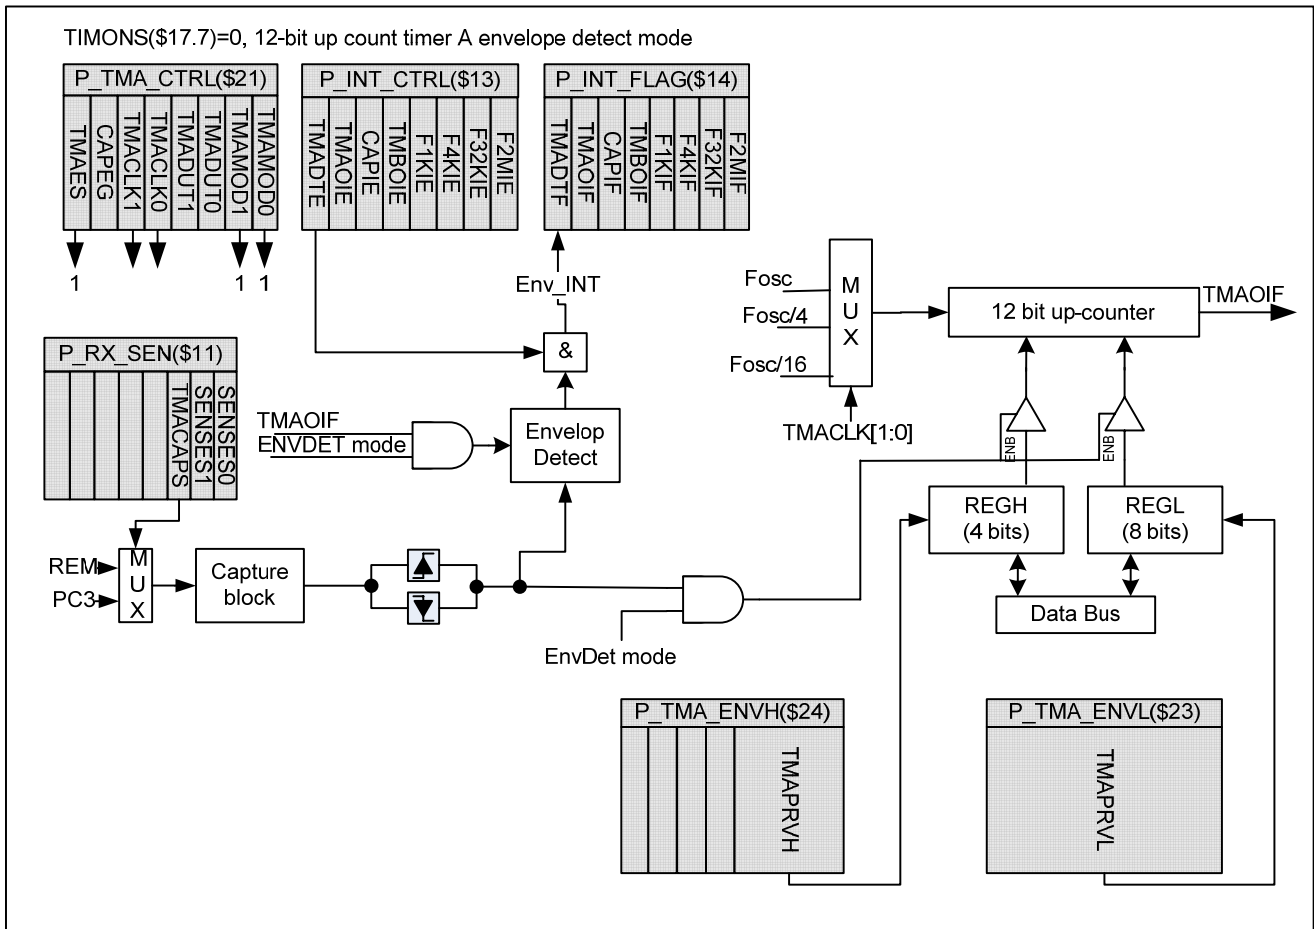 TIMONS($17.7)=0, 12-bit up count timer A envelope detect mode
P_TMA_CTRL($21)
TMAES
CAPEG
TMACLK1
TMACLK0
TMADUT1
TMADUT0
TMAMOD1
TMAMOD0
1
1
1
P_INT_CTRL($13)
TMADTE
TMAOIE
CAPIE
TMBOIE
F1KIE
F4KIE
F32KIE
F2MIE
P_INT_FLAG($14)
TMADTF
TMAOIF
CAPIF
TMBOIF
F1KIF
F4KIF
F32KIF
F2MIF
Env_INT
&
Fosc
Fosc/4
Fosc/16
MUX
TMACLK[1:0]
12 bit up-counter
TMAOIF
P_RX_SEN($11)
TMACAPS
SENSES1
SENSES0
TMAOIF
ENVDET mode
Envelop
Detect
ENB
ENB
REGH
(4 bits)
REGL
(8 bits)
Data Bus
REM
PC3
MUX
Capture
block
EnvDet mode
P_TMA_ENVH($24)
TMAPRVH
P_TMA_ENVL($23)
TMAPRVL